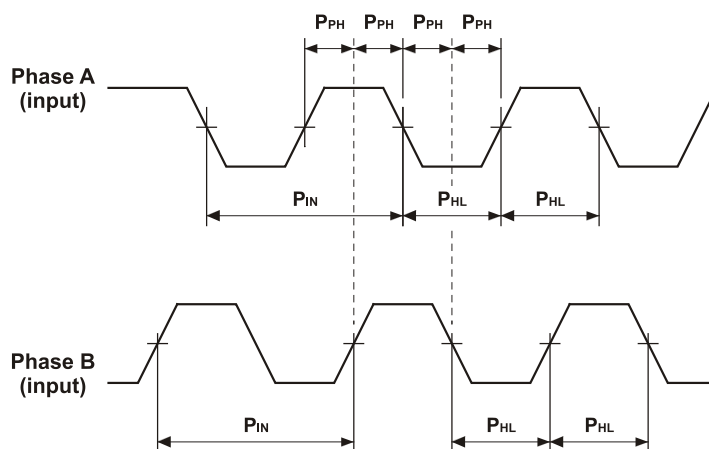 PPH PPH PPH PPH
Phase A
(input)
PIN PHL PHL
Phase B
(input)
PIN PHL PHL